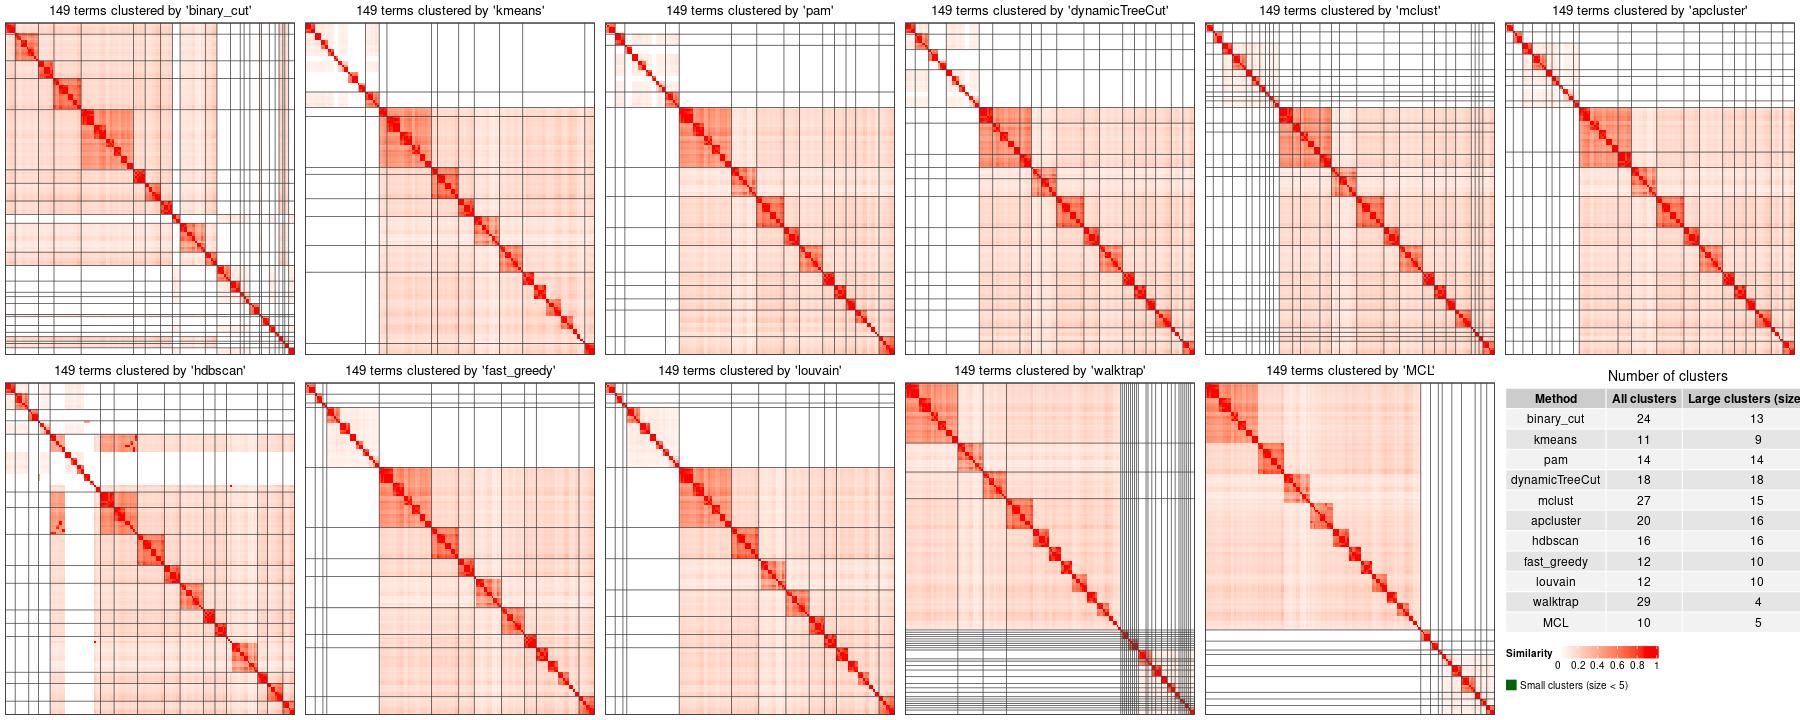 149 terms clustered by 'binary_cut'
149 terms clustered by 'kmeans'
149 terms clustered by 'pam'
149 terms clustered by 'dynamicTreeCut'
149 terms clustered by 'mclust'
149 terms clustered by 'apcluster'
149 terms clustered by 'hdbscan'
149 terms clustered by 'fast_greedy'
149 terms clustered by 'louvain'
149 terms clustered by 'walktrap'
149 terms clustered by 'MCL'
Number of clusters
Method All clusters Large clusters (size
binary_cut 24 13
kmeans 11 9
pam 14 14
dynamicTreeCut 18 18
mclust 27 15
apcluster 20 16
hdbscan 16 16
fast_greedy 12 10
louvain 12 10
walktrap 29 4
MCL 10 5
Similarity
0 0.2 0.4 0.6 0.8 1
Small clusters (size < 5)